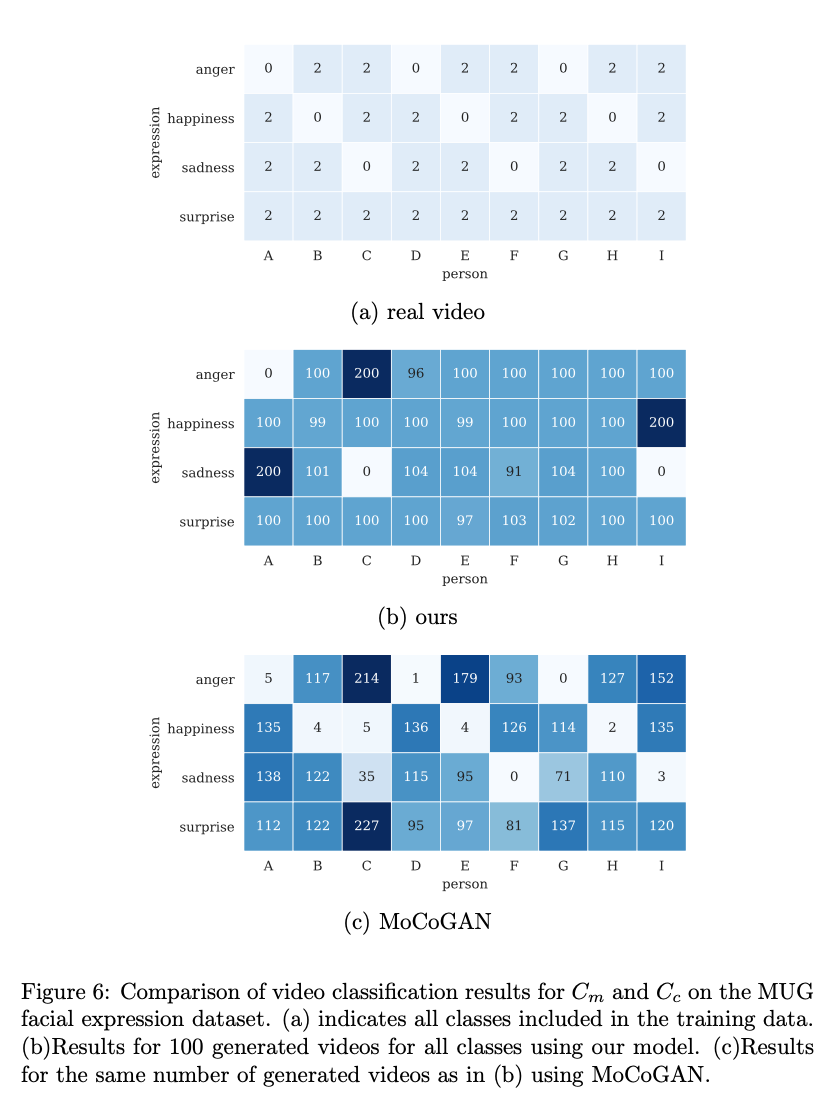 anger 0 2 2 0 2 2 0 2 2
happiness 2 0 2 2 0 2 2 0 2
sadness 2 2 0 2 2 0 2 2 0
surprise 2 2 2 2 2 2 2 2 2
expression
A B C D E F G H I
person
(a) real video
anger 0 100 200 96 100 100 100 100 100
happiness 100 99 100 100 99 100 100 100 200
sadness 200 101 0 104 104 91 104 100 0
surprise 100 100 100 100 97 103 102 100 100
expression
A B C D E F G H I
person
(b) ours
anger 5 117 214 1 179 93 0 127 152
happiness 135 4 5 136 4 126 114 2 135
sadness 138 122 35 115 95 0 71 110 3
surprise 112 122 227 95 97 81 137 115 120
expression
A B C D E F G H I
person
(c) MoCoGAN
Figure 6: Comparison of video classification results for Cm and Cc on the MUG
facial expression dataset. (a) indicates all classes included in the training data.
(b)Results for 100 generated videos for all classes using our model. (c)Results
for the same number of generated videos as in (b) using MoCoGAN.